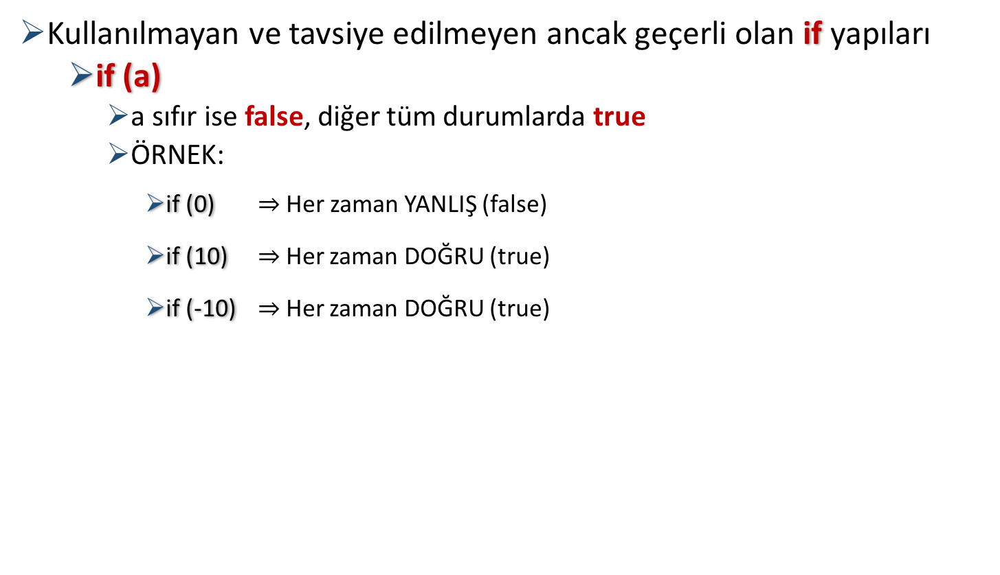 ➢Kullanılmayan ve tavsiye edilmeyen ancak geçerli olan if yapıları
➢if (a)
➢a sıfır ise false, diğer tüm durumlarda true
➢ÖRNEK:
➢if (0) ⇒ Her zaman YANLIŞ (false)
➢if (10) ⇒ Her zaman DOĞRU (true)
➢if (-10) ⇒ Her zaman DOĞRU (true)